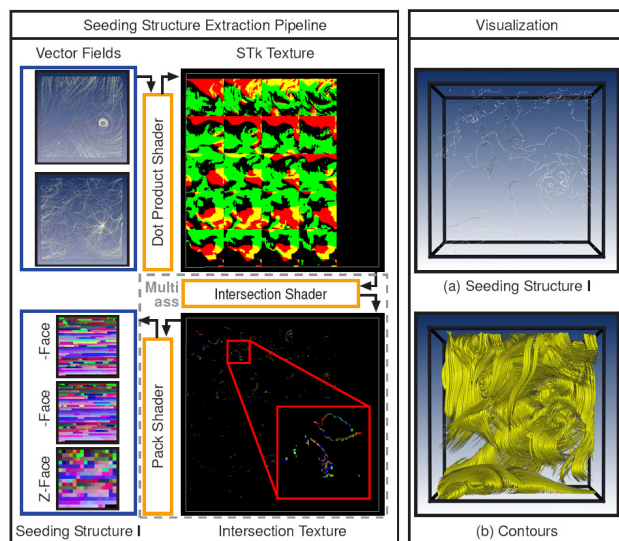 Seeding Structure Extraction Pipeline
Visualization
Vector Fields
STk Texture
Dot Product Shader
Multi
ass
Intersection Shader
(a) Seeding Structure I
-Face
-Face
Z-Face
Pack Shader
Seeding Structure I
Intersection Texture
(b) Contours